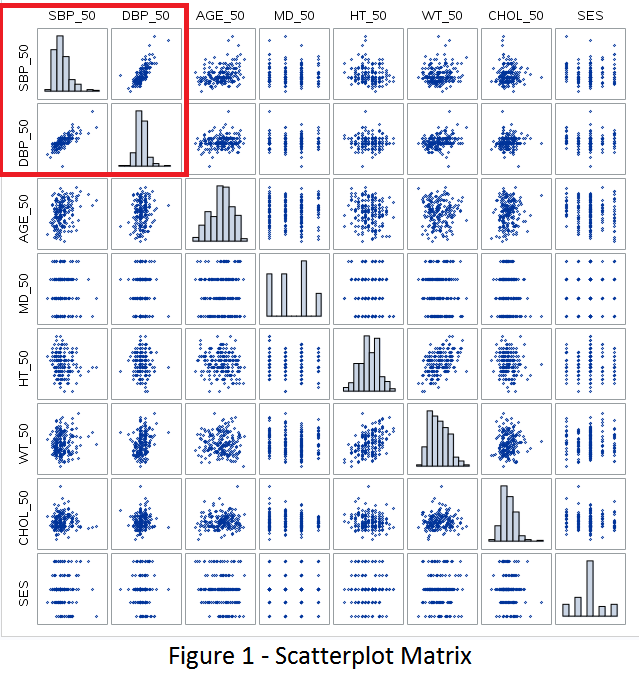 SBP_50 DBP_50 AGE_50 MD_50 HT_50 WT_50 CHOL_50 SES
SBP_50
DBP_50
AGE_50
MD_50
HT_50
WT_50
CHOL_50
SES
Figure 1 - Scatterplot Matrix